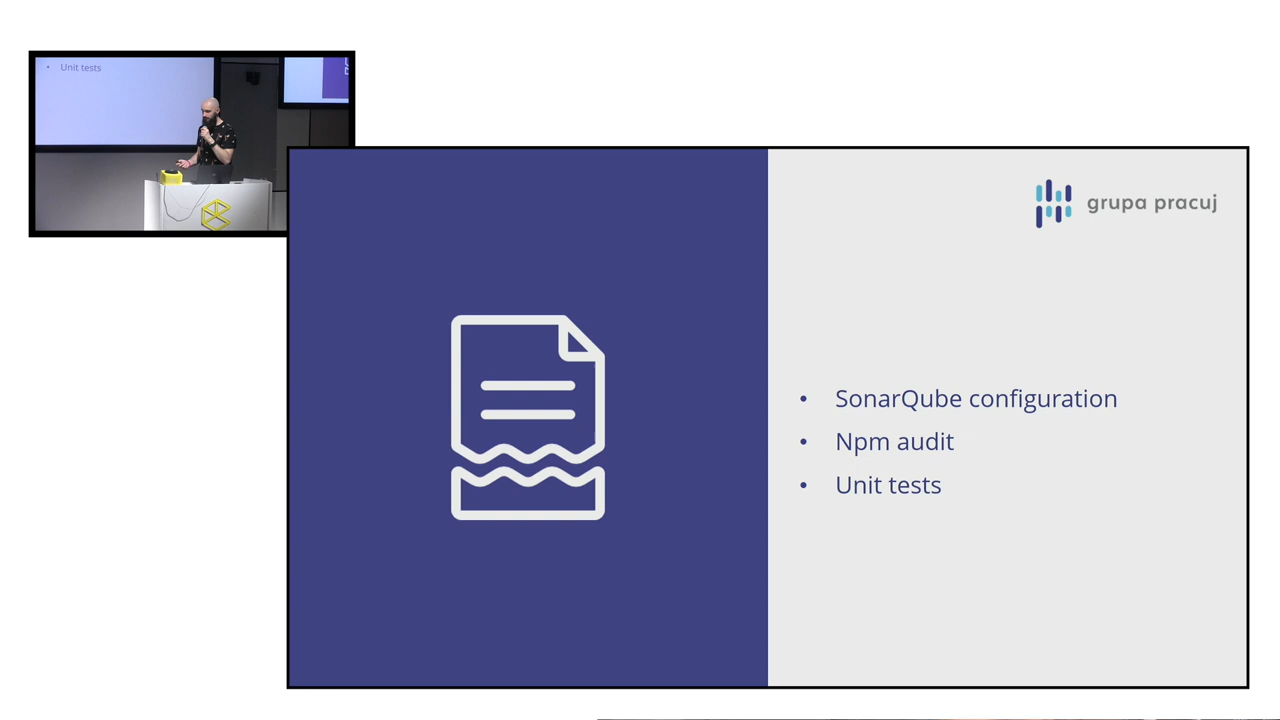 • Unit tests
grupa pracuj
• SonarQube configuration
• Npm audit
• Unit tests